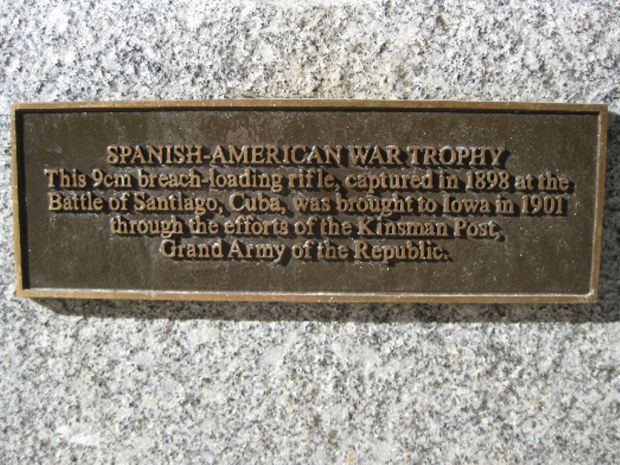 SPANISH-AMERICAN WAR TROPHY
This 9cm breach-loading rifle, captured in 1898 at the
Battle of Santiago, Cuba, was brought to Iowa in 1901
through the efforts of the Kinsman Post,
Grand Army of the Republic.